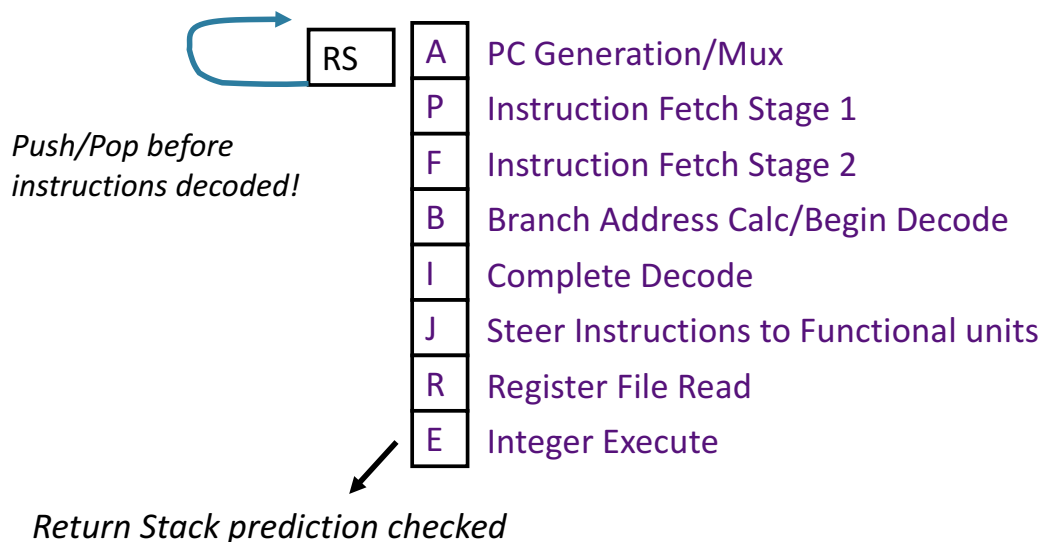 RS
A PC Generation/Mux
P Instruction Fetch Stage 1
F Instruction Fetch Stage 2
B Branch Address Calc/Begin Decode
I Complete Decode
J Steer Instructions to Functional units
R Register File Read
E Integer Execute
Push/Pop before
instructions decoded!
Return Stack prediction checked